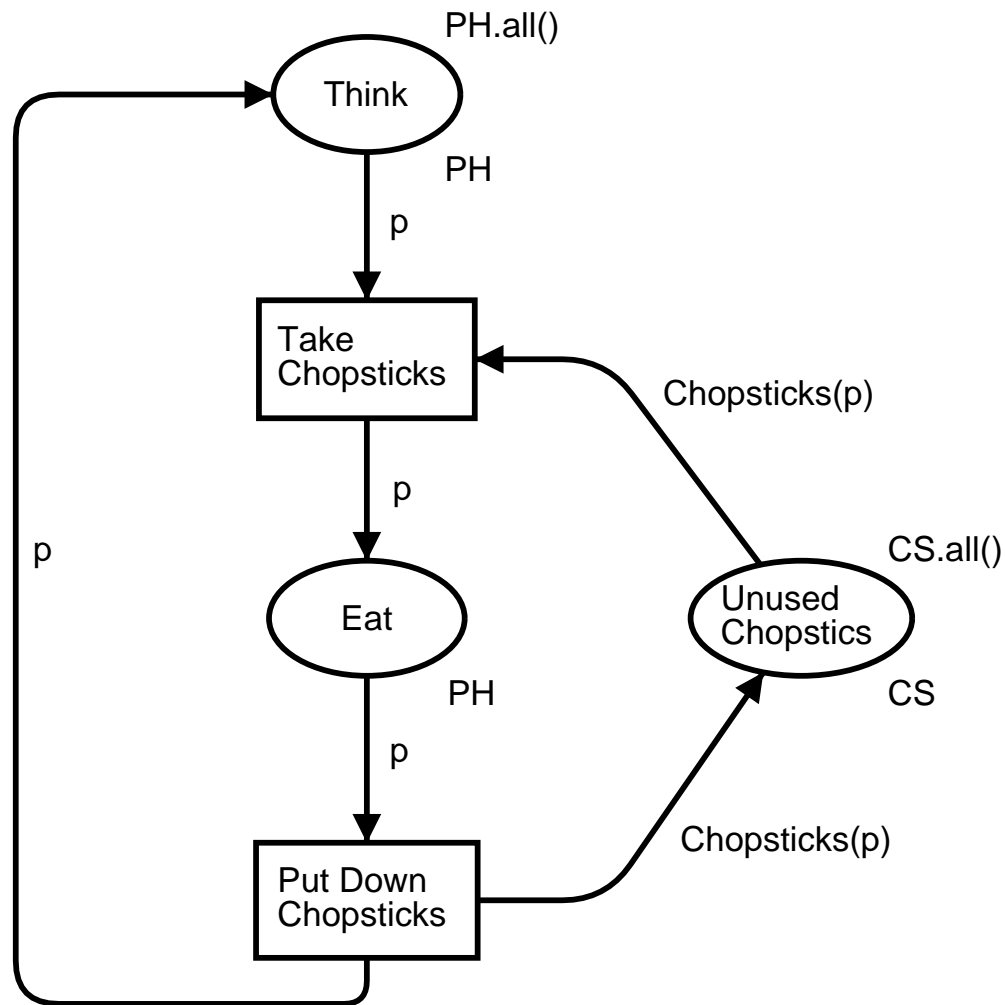 PH.all()
Think
PH
p
Take
Chopsticks
Chopsticks(p)
p
p
CS.all()
Eat
Unused
Chopstics
PH
CS
p
Chopsticks(p)
Put Down
Chopsticks